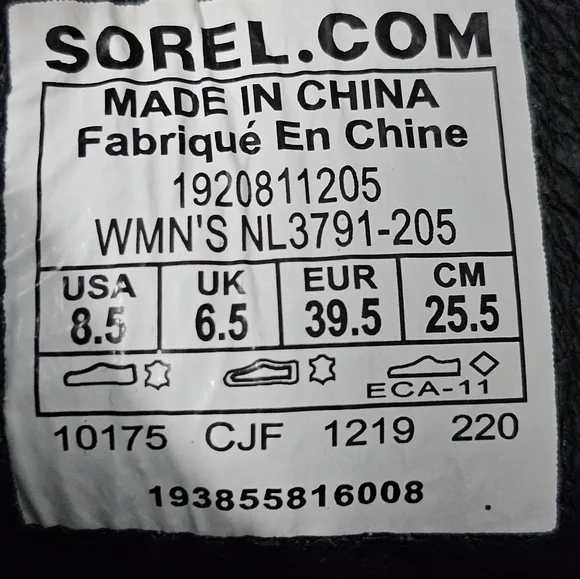 SOREL.COM
MADE IN CHINA
Fabriqué En Chine
1920811205
WMN'S NL3791-205
USA UK EUR CM
8.5 6.5 39.5 25.5
ECA-11
10175 CJF 1219 220
193855816008